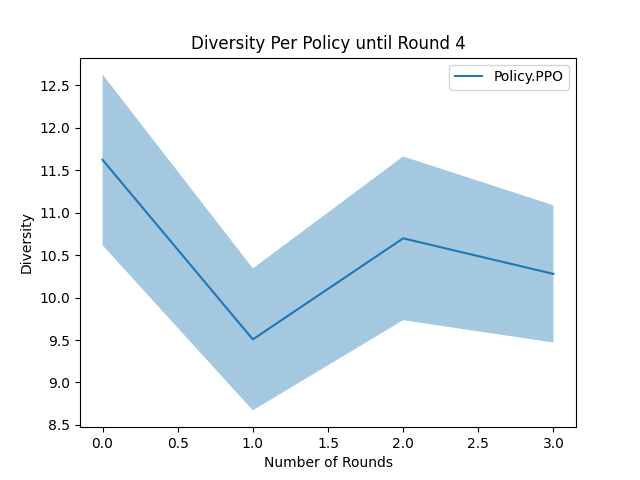 Diversity Per Policy until Round 4
Policy.PPO
12.5
12.0
11.5
11.0
10.5
10.0
9.5
9.0
8.5
Diversity
0.0 0.5 1.0 1.5 2.0 2.5 3.0
Number of Rounds